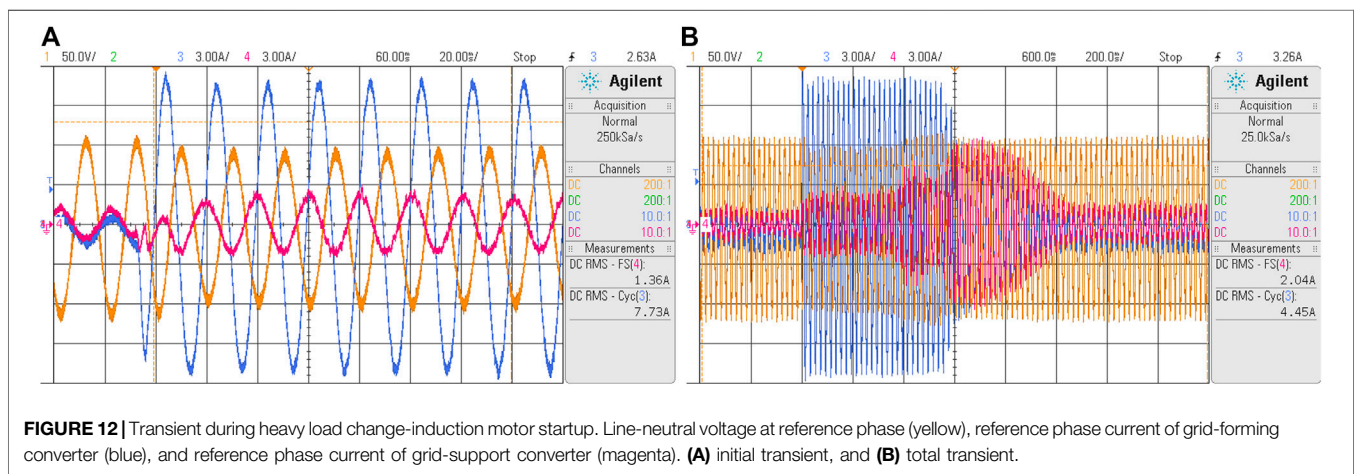 A
1 50.0V/ 2 3 3.00A/ 4 3.00A/ 60.00s 20.00s/ Stop 3 2.63A
Agilent
Acquisition
Normal
250kSa/s
Channels
DC 200:1
DC 200:1
DC 10.0:1
DC 10.0:1
Measurements
DC RMS - FS(4):
1.36A
DC RMS - Cyc(3):
7.73A
T
4
B
1 50.0V/ 2 3 3.00A/ 4 3.00A/ 600.0s 200.0s/ Stop 3 3.26A
Agilent
Acquisition
Normal
25.0kSa/s
Channels
DC 200:1
DC 200:1
DC 10.0:1
DC 10.0:1
Measurements
DC RMS - FS(4):
2.04A
DC RMS - Cyc(3):
4.45A
T
4
FIGURE 12 | Transient during heavy load change-induction motor startup. Line-neutral voltage at reference phase (yellow), reference phase current of grid-forming
converter (blue), and reference phase current of grid-support converter (magenta). (A) initial transient, and (B) total transient.